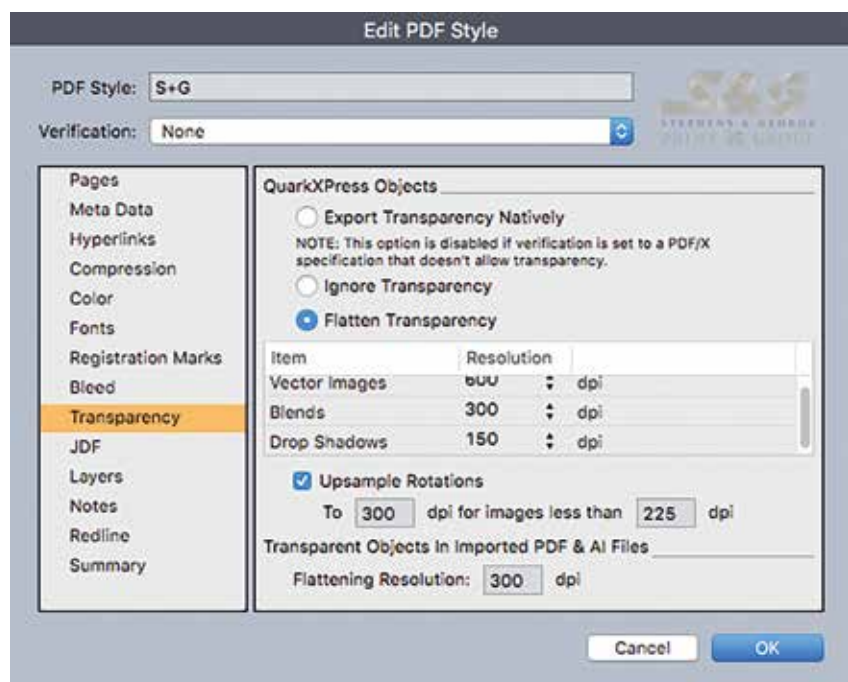 Edit PDF Style
PDF Style: S+G
Verification: None
S&G
STEPHENS & GEORGE
PRINT GROUP
Pages
Meta Data
Hyperlinks
Compression
Color
Fonts
Registration Marks
Bleed
Transparency
JDF
Layers
Notes
Redline
Summary
QuarkXPress Objects
Export Transparency Natively
NOTE: This option is disabled if verification is set to a PDF/X
specification that doesn't allow transparency.
Ignore Transparency
Flatten Transparency
Item Resolution
Vector Images 600 dpi
Blends 300 dpi
Drop Shadows 150 dpi
Upsample Rotations
To 300 dpi for images less than 225 dpi
Transparent Objects In Imported PDF & AI Files
Flattening Resolution: 300 dpi
Cancel OK